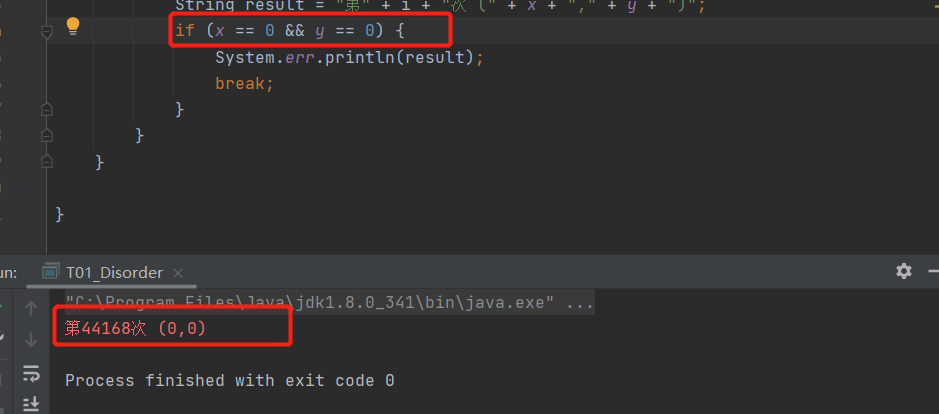 String result = "第" + i + "次 (" + x + "," + y + ")";
if (x == 0 && y == 0) {
System.err.println(result);
break;
}
}
}
}
un:
T01_Disorder
"C:\Program Files\Java\jdk1.8.0_341\bin\java.exe" ...
第44168次 (0,0)
Process finished with exit code 0